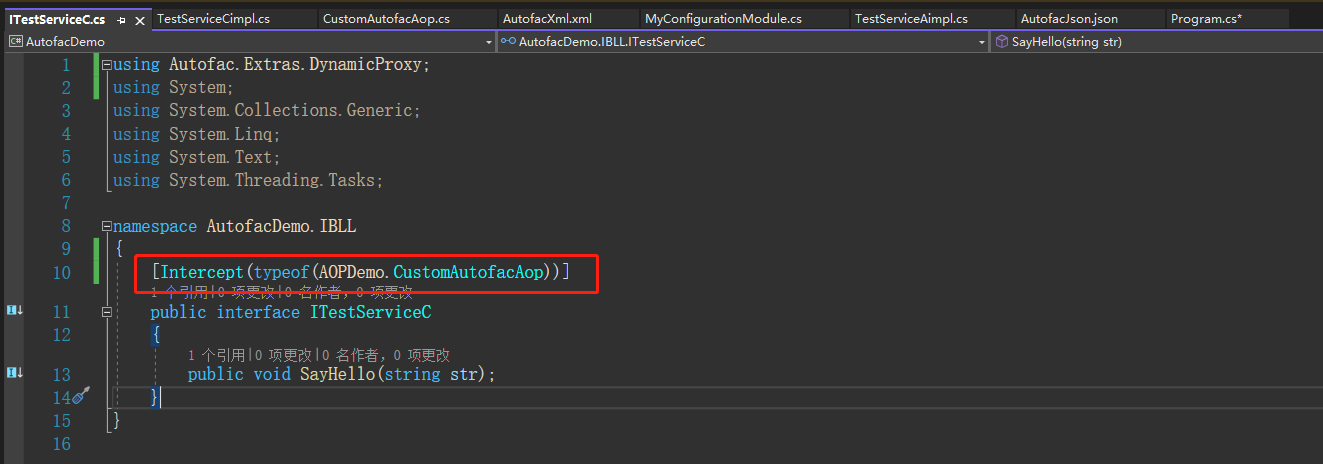 ITestServiceC.cs TestServiceCimpl.cs CustomAutofacAop.cs AutofacXml.xml MyConfigurationModule.cs TestServiceAimpl.cs AutofacJson.json Program.cs*
C# AutofacDemo AutofacDemo.IBLL.ITestServiceC SayHello(string str)
1 using Autofac.Extras.DynamicProxy;
2 using System;
3 using System.Collections.Generic;
4 using System.Linq;
5 using System.Text;
6 using System.Threading.Tasks;
7
8 namespace AutofacDemo.IBLL
9 {
10 [Intercept(typeof(AOPDemo.CustomAutofacAop))]
1 个引用|0 项更改|0 名作者，0 项更改
11 public interface ITestServiceC
12 {
1 个引用|0 项更改|0 名作者，0 项更改
13 public void SayHello(string str);
14 }
15 }
16